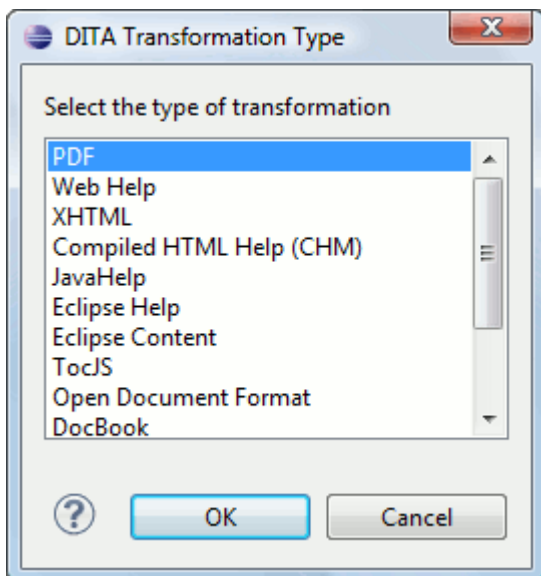 DITA Transformation Type
Select the type of transformation
PDF
Web Help
XHTML
Compiled HTML Help (CHM)
JavaHelp
Eclipse Help
Eclipse Content
TocJS
Open Document Format
DocBook
?
OK
Cancel